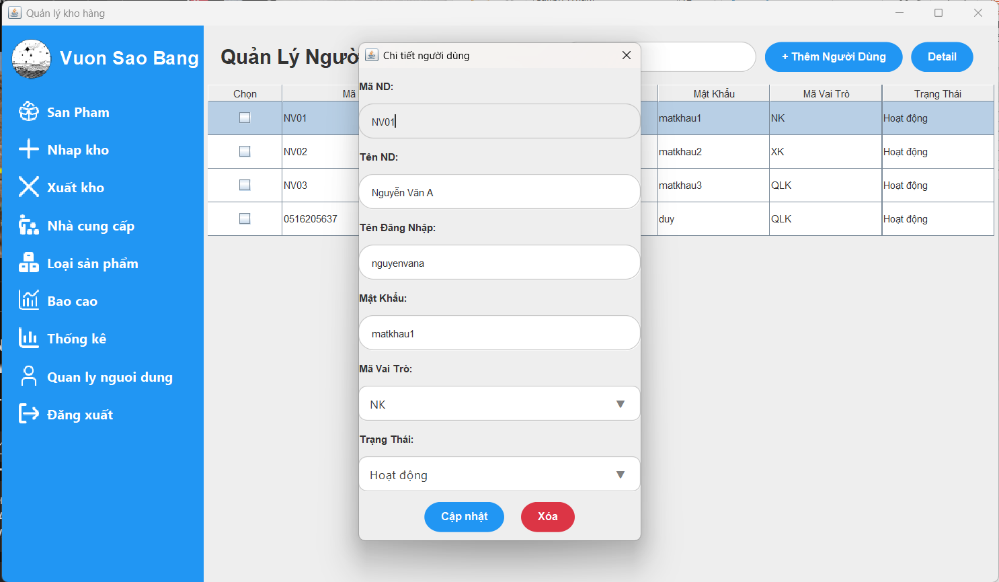 Quản lý kho hàng
Vuon Sao Bang
San Pham
Nhap kho
Xuất kho
Nhà cung cấp
Loại sản phẩm
Bao cao
Thống kê
Quan ly nguoi dung
Đăng xuất
Quản Lý Ngườ
+ Thêm Người Dùng
Detail
Chọn Mã Mật Khẩu Mã Vai Trò Trạng Thái
NV01 matkhau1 NK Hoạt động
NV02 matkhau2 XK Hoạt động
NV03 matkhau3 QLK Hoạt động
0516205637 duy QLK Hoạt động
Chi tiết người dùng
Mã ND:
NV01
Tên ND:
Nguyễn Văn A
Tên Đăng Nhập:
nguyenvana
Mật Khẩu:
matkhau1
Mã Vai Trò:
NK
Trạng Thái:
Hoạt động
Cập nhật
Xóa